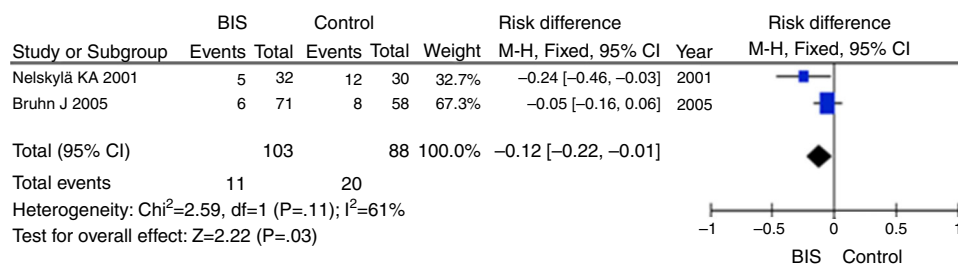 BIS Control Risk difference Risk difference
Study or Subgroup Events Total Events Total Weight M-H, Fixed, 95% CI Year M-H, Fixed, 95% CI
Nelskylä KA 2001 5 32 12 30 32.7% −0.24 [−0.46, −0.03] 2001
Bruhn J 2005 6 71 8 58 67.3% −0.05 [−0.16, 0.06] 2005
Total (95% CI) 103 88 100.0% −0.12 [−0.22, −0.01]
Total events 11 20
Heterogeneity: Chi²=2.59, df=1 (P=.11); I²=61%
Test for overall effect: Z=2.22 (P=.03)
−1 −0.5 0 0.5 1
BIS Control